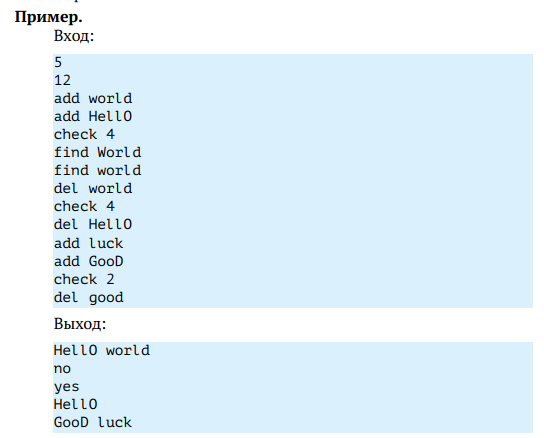 Пример.
Вход:
5
12
add world
add HellO
check 4
find World
find world
del world
check 4
del HellO
add luck
add GooD
check 2
del good
Выход:
HellO world
no
yes
HellO
GooD luck